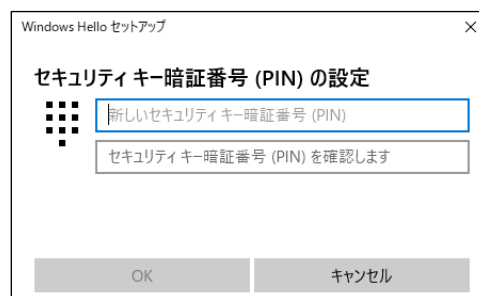 Windows Hello セットアップ
セキュリティ キー暗証番号 (PIN) の設定
新しいセキュリティ キー暗証番号 (PIN)
セキュリティ キー暗証番号 (PIN) を確認します
OK
キャンセル